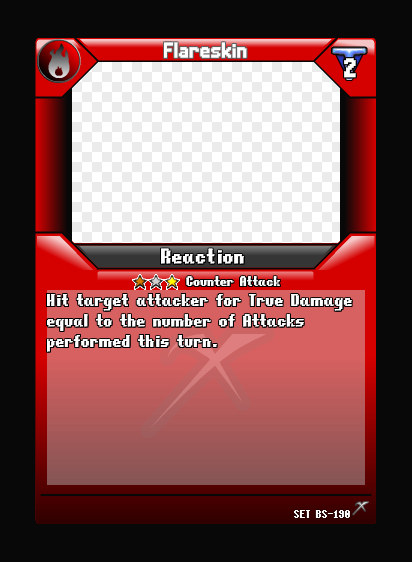 Flareskin
2
Reaction
Counter Attack
Hit target attacker for True Damage
equal to the number of Attacks
performed this turn.
SET BS-190